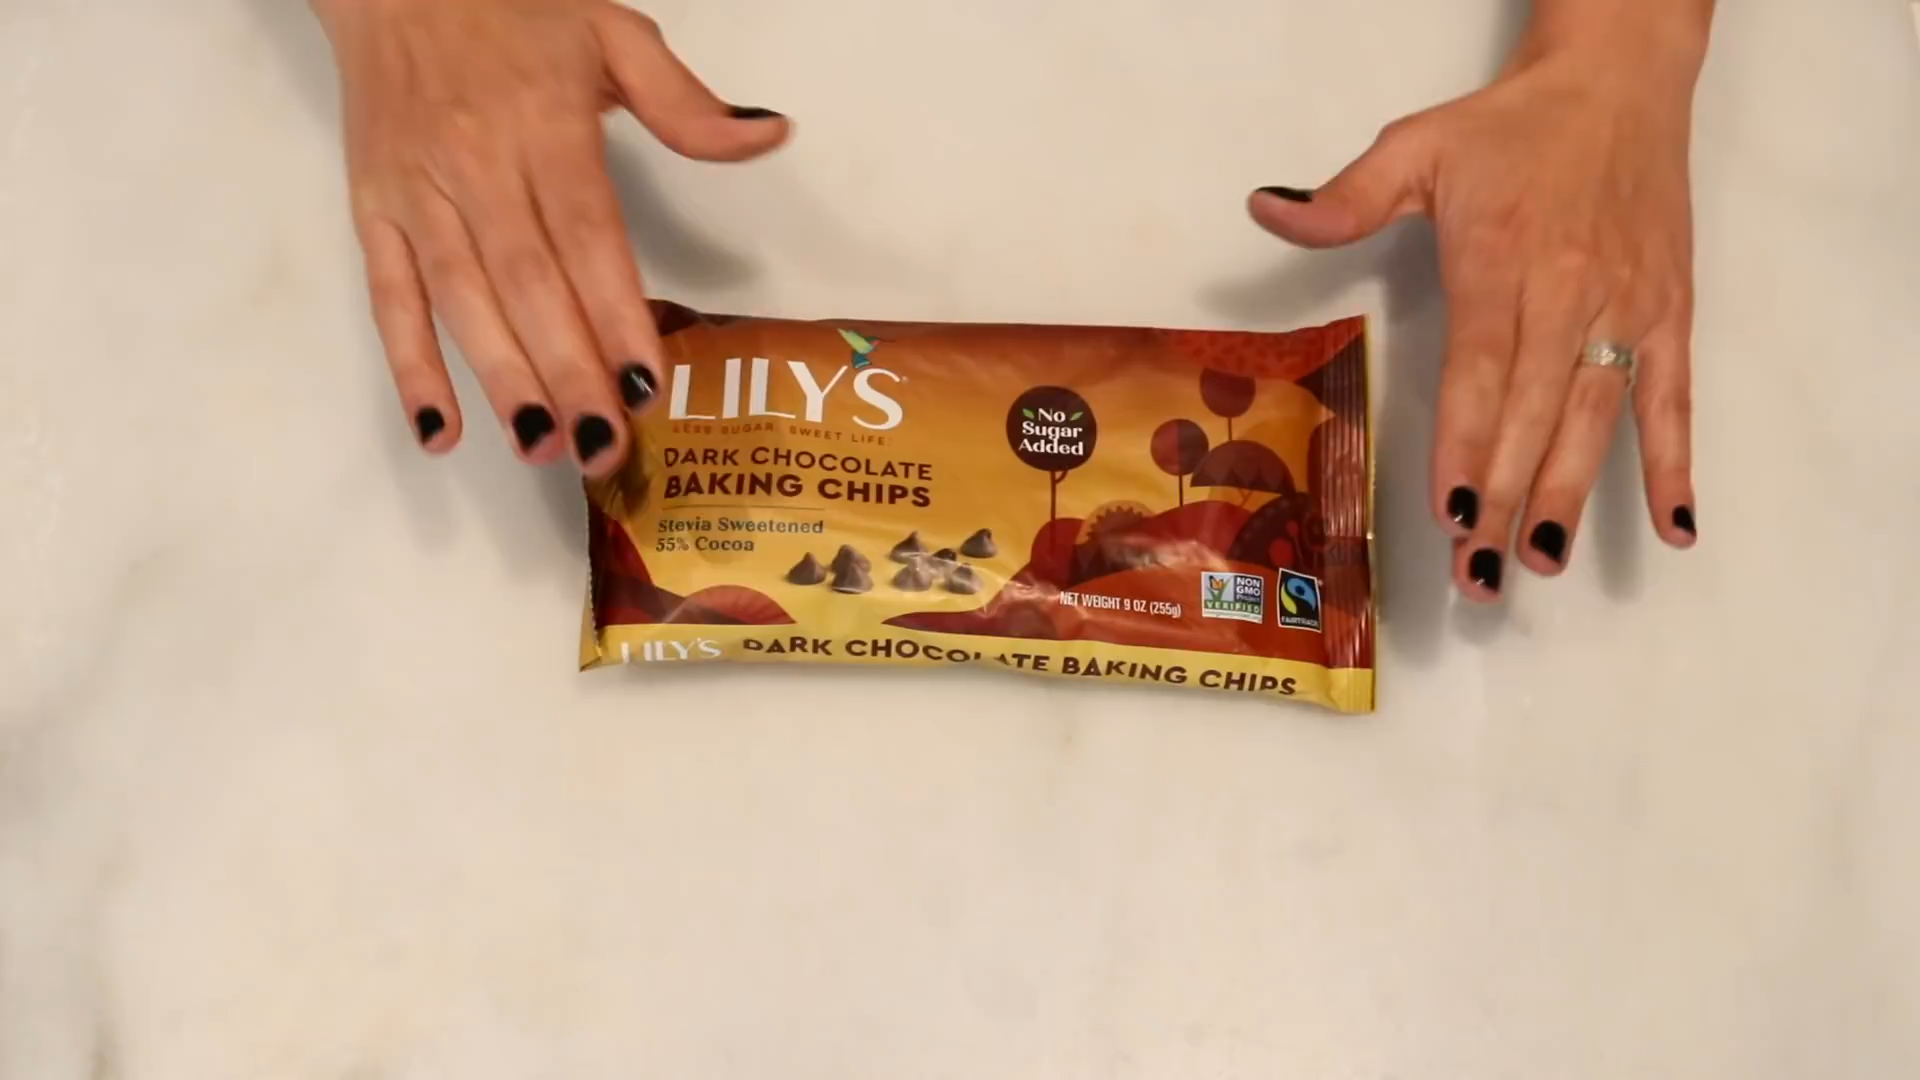 LILY'S
LESS SUGAR. SWEET LIFE.
DARK CHOCOLATE
BAKING CHIPS
Stevia Sweetened
55% Cocoa
No
Sugar
Added
NET WEIGHT 9 OZ (255g)
NON
GMO
Project
VERIFIED
FAIRTRADE
LILY'S DARK CHOCOLATE BAKING CHIPS